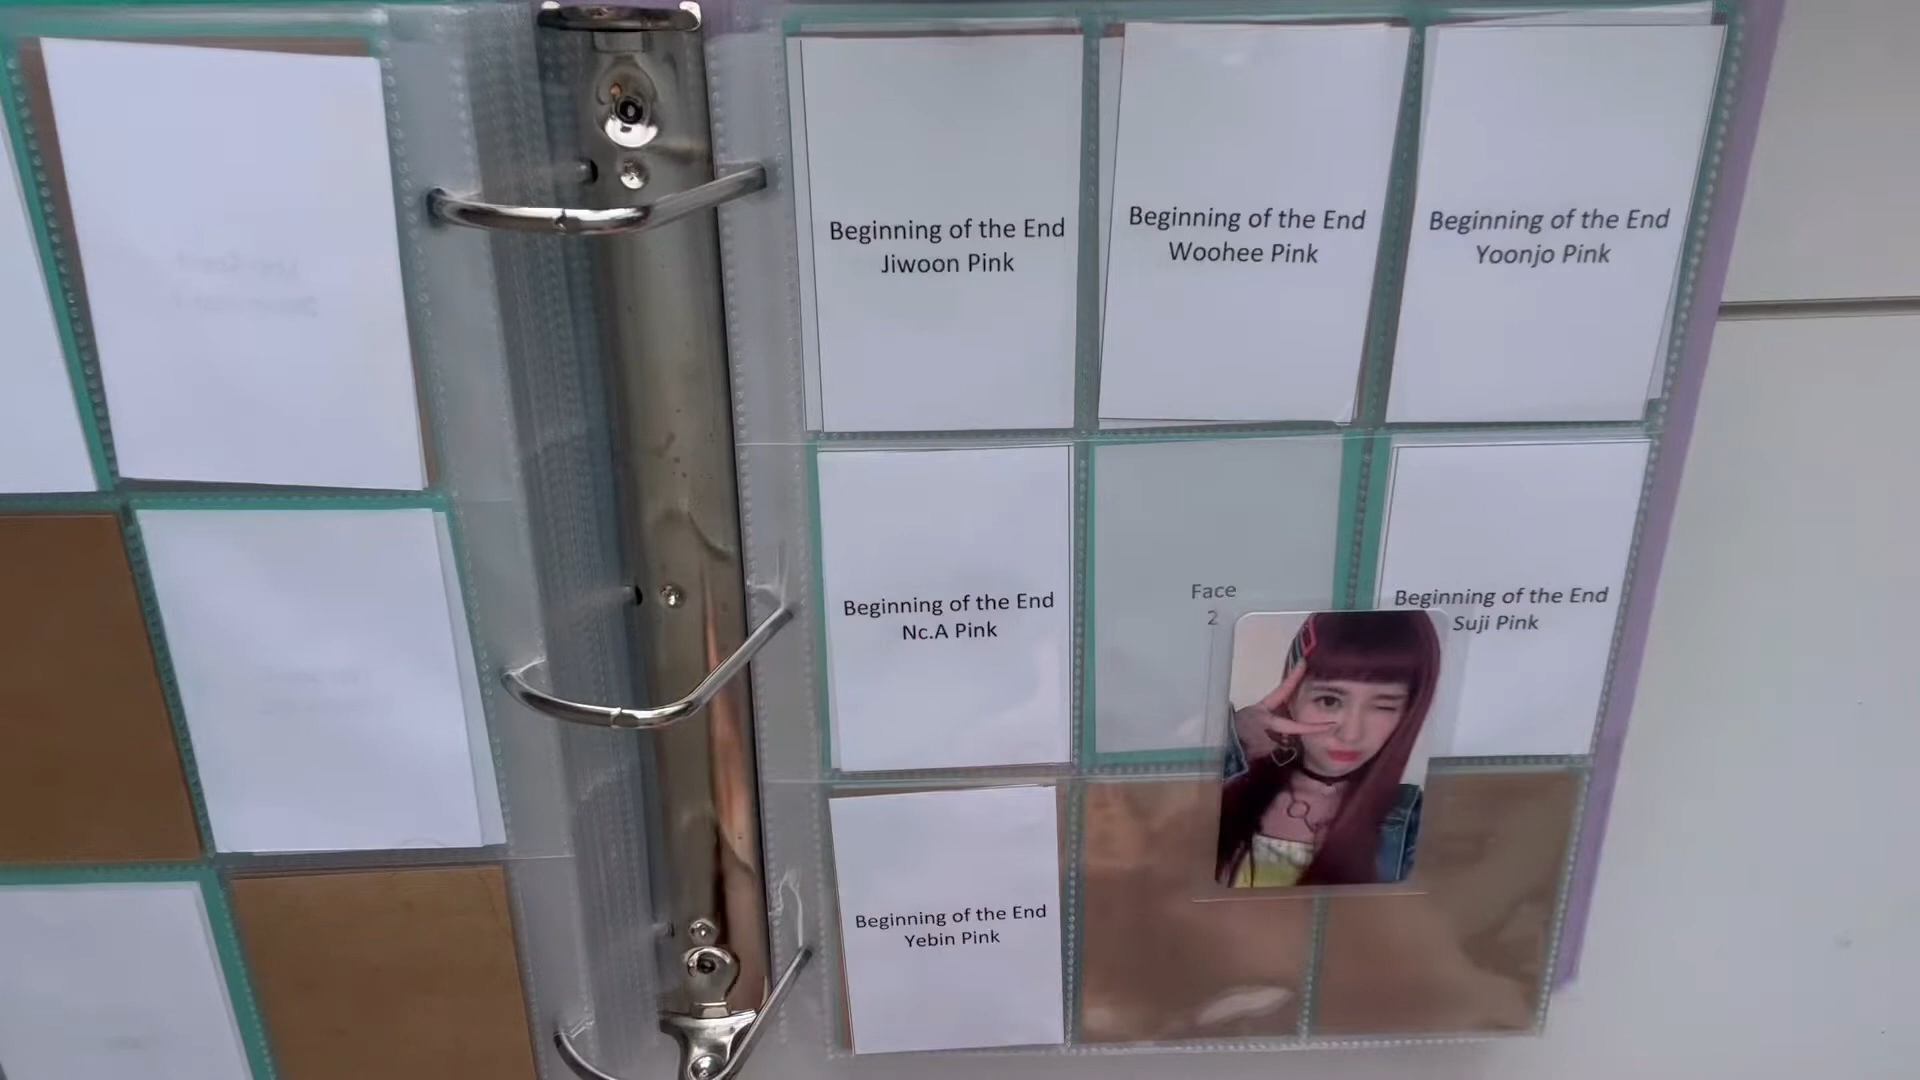 Beginning of the End
Jiwoon Pink
Beginning of the End
Woohee Pink
Beginning of the End
Yoonjo Pink
Beginning of the End
Nc.A Pink
Face
2
Beginning of the End
Suji Pink
Beginning of the End
Yebin Pink